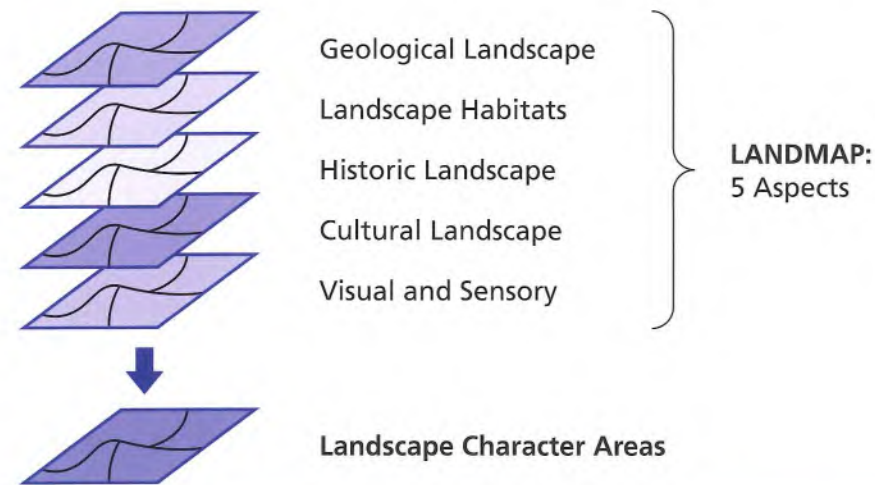 Geological Landscape
Landscape Habitats
Historic Landscape
Cultural Landscape
Visual and Sensory
LANDMAP:
5 Aspects
Landscape Character Areas